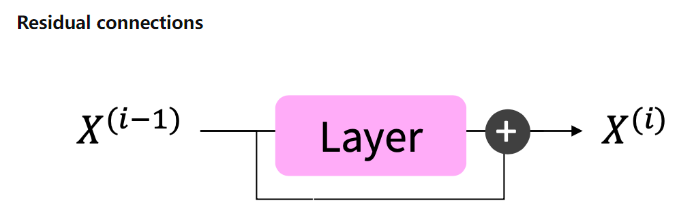 Residual connections
X^(i−1) Layer + X^(i)